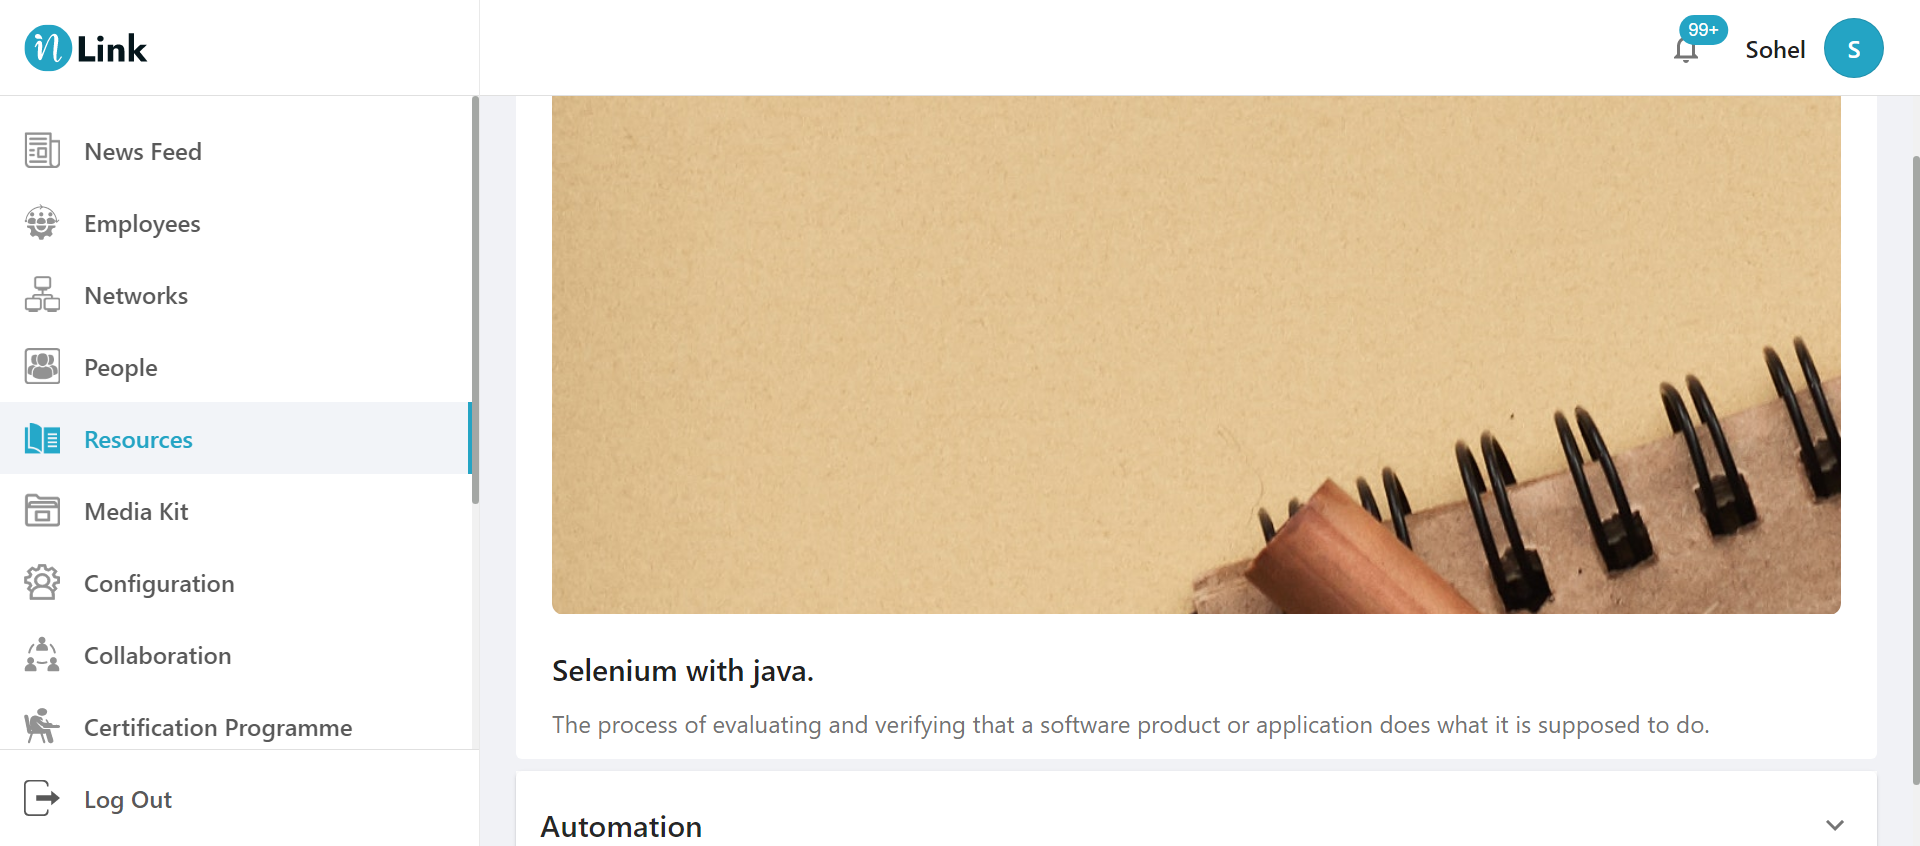 n Link
99+
Sohel
S
News Feed
Employees
Networks
People
Resources
Media Kit
Configuration
Collaboration
Certification Programme
Log Out
Selenium with java.
The process of evaluating and verifying that a software product or application does what it is supposed to do.
Automation